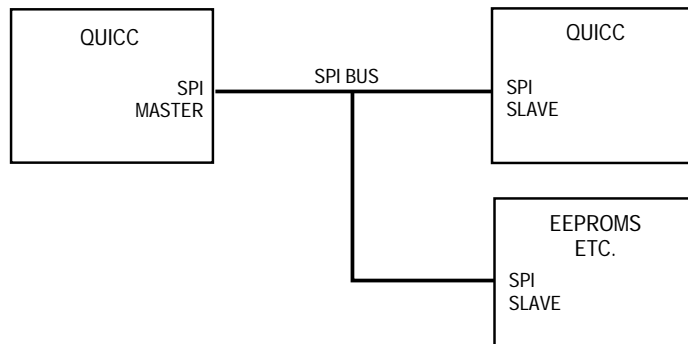 QUICC
SPI
MASTER
SPI BUS
QUICC
SPI
SLAVE
EEPROMS
ETC.
SPI
SLAVE